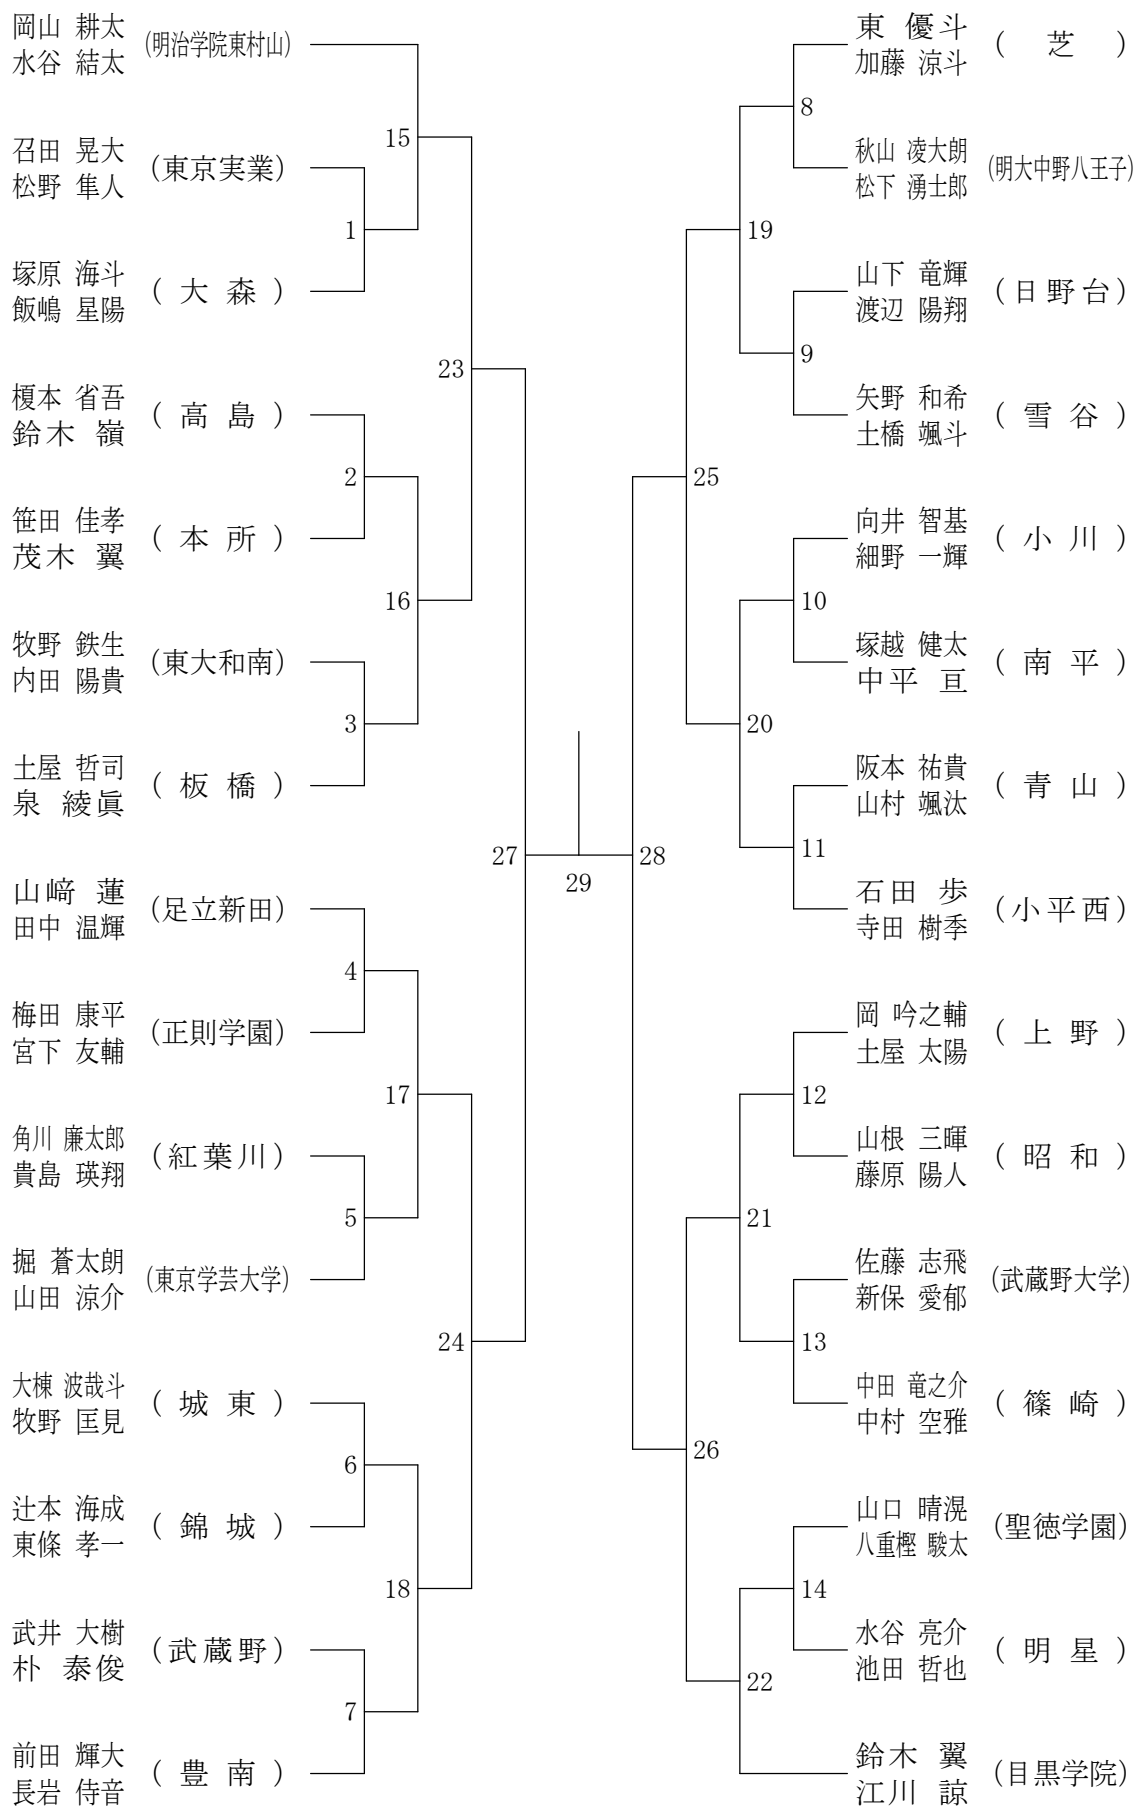 岡山 耕太
水谷 結太
(明治学院東村山)
召田 晃大
松野 隼人
(東京実業)
塚原 海斗
飯嶋 星陽
( 大 森 )
榎本 省吾
鈴木 嶺
( 高 島 )
笹田 佳孝
茂木 翼
( 本 所 )
牧野 鉄生
内田 陽貴
(東大和南)
土屋 哲司
泉 綾眞
( 板 橋 )
山﨑 蓮
田中 温輝
(足立新田)
梅田 康平
宮下 友輔
(正則学園)
角川 廉太郎
貴島 瑛翔
(紅葉川)
掘 蒼太朗
山田 涼介
(東京学芸大学)
大棟 波哉斗
牧野 匡見
( 城 東 )
辻本 海成
東條 孝一
( 錦 城 )
武井 大樹
朴 泰俊
(武蔵野)
前田 輝大
長岩 侍音
( 豊 南 )
1
2
3
4
5
6
7
15
16
17
18
23
24
27
29
28
25
26
19
20
21
22
8
9
10
11
12
13
14
東 優斗
加藤 涼斗
( 芝 )
秋山 凌大朗
松下 湧士郎
(明大中野八王子)
山下 竜輝
渡辺 陽翔
(日野台)
矢野 和希
土橋 颯斗
( 雪 谷 )
向井 智基
細野 一輝
( 小 川 )
塚越 健太
中平 亘
( 南 平 )
阪本 祐貴
山村 颯汰
( 青 山 )
石田 歩
寺田 樹季
(小平西)
岡 吟之輔
土屋 太陽
( 上 野 )
山根 三暉
藤原 陽人
( 昭 和 )
佐藤 志飛
新保 愛郁
(武蔵野大学)
中田 竜之介
中村 空雅
( 篠 崎 )
山口 晴滉
八重樫 駿太
(聖徳学園)
水谷 亮介
池田 哲也
( 明 星 )
鈴木 翼
江川 諒
(目黒学院)